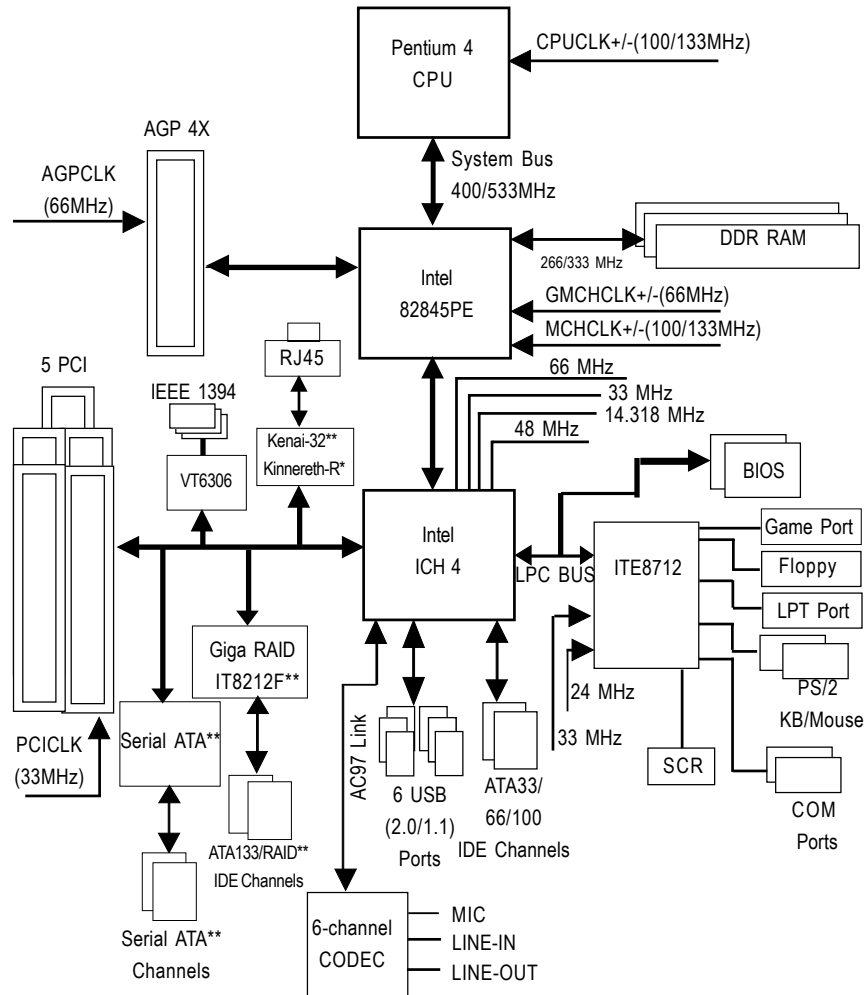 Pentium 4
CPU
CPUCLK+/-(100/133MHz)
AGP 4X
AGPCLK
(66MHz)
System Bus
400/533MHz
DDR RAM
266/333 MHz
Intel
82845PE
GMCHCLK+/-(66MHz)
MCHCLK+/-(100/133MHz)
RJ45
5 PCI
IEEE 1394
66 MHz
33 MHz
14.318 MHz
48 MHz
Kenai-32**
Kinnereth-R*
VT6306
BIOS
Intel
ICH 4
LPC BUS
ITE8712
Game Port
Floppy
LPT Port
PS/2
KB/Mouse
Giga RAID
IT8212F**
24 MHz
33 MHz
PCICLK
(33MHz)
Serial ATA**
AC97 Link
SCR
6 USB
(2.0/1.1)
Ports
ATA33/
66/100
IDE Channels
COM
Ports
ATA133/RAID**
IDE Channels
Serial ATA**
Channels
6-channel
CODEC
MIC
LINE-IN
LINE-OUT